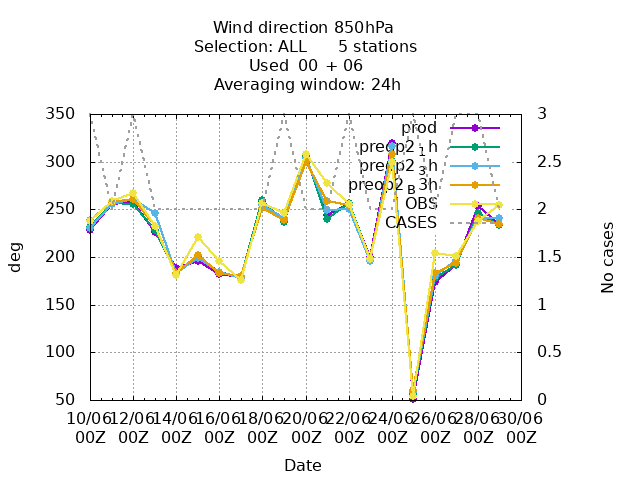 Wind direction 850hPa
Selection: ALL 5 stations
Used 00 + 06
Averaging window: 24h
350 3
prod
preop2₁h
300 2.5
preop2₃h
preop2_B3h
250 2
OBS
CASES
200 1.5
150 1
100 0.5
50 0
deg
No cases
10/06 12/06 14/06 16/06 18/06 20/06 22/06 24/06 26/06 28/06 30/06
00Z 00Z 00Z 00Z 00Z 00Z 00Z 00Z 00Z 00Z 00Z
Date